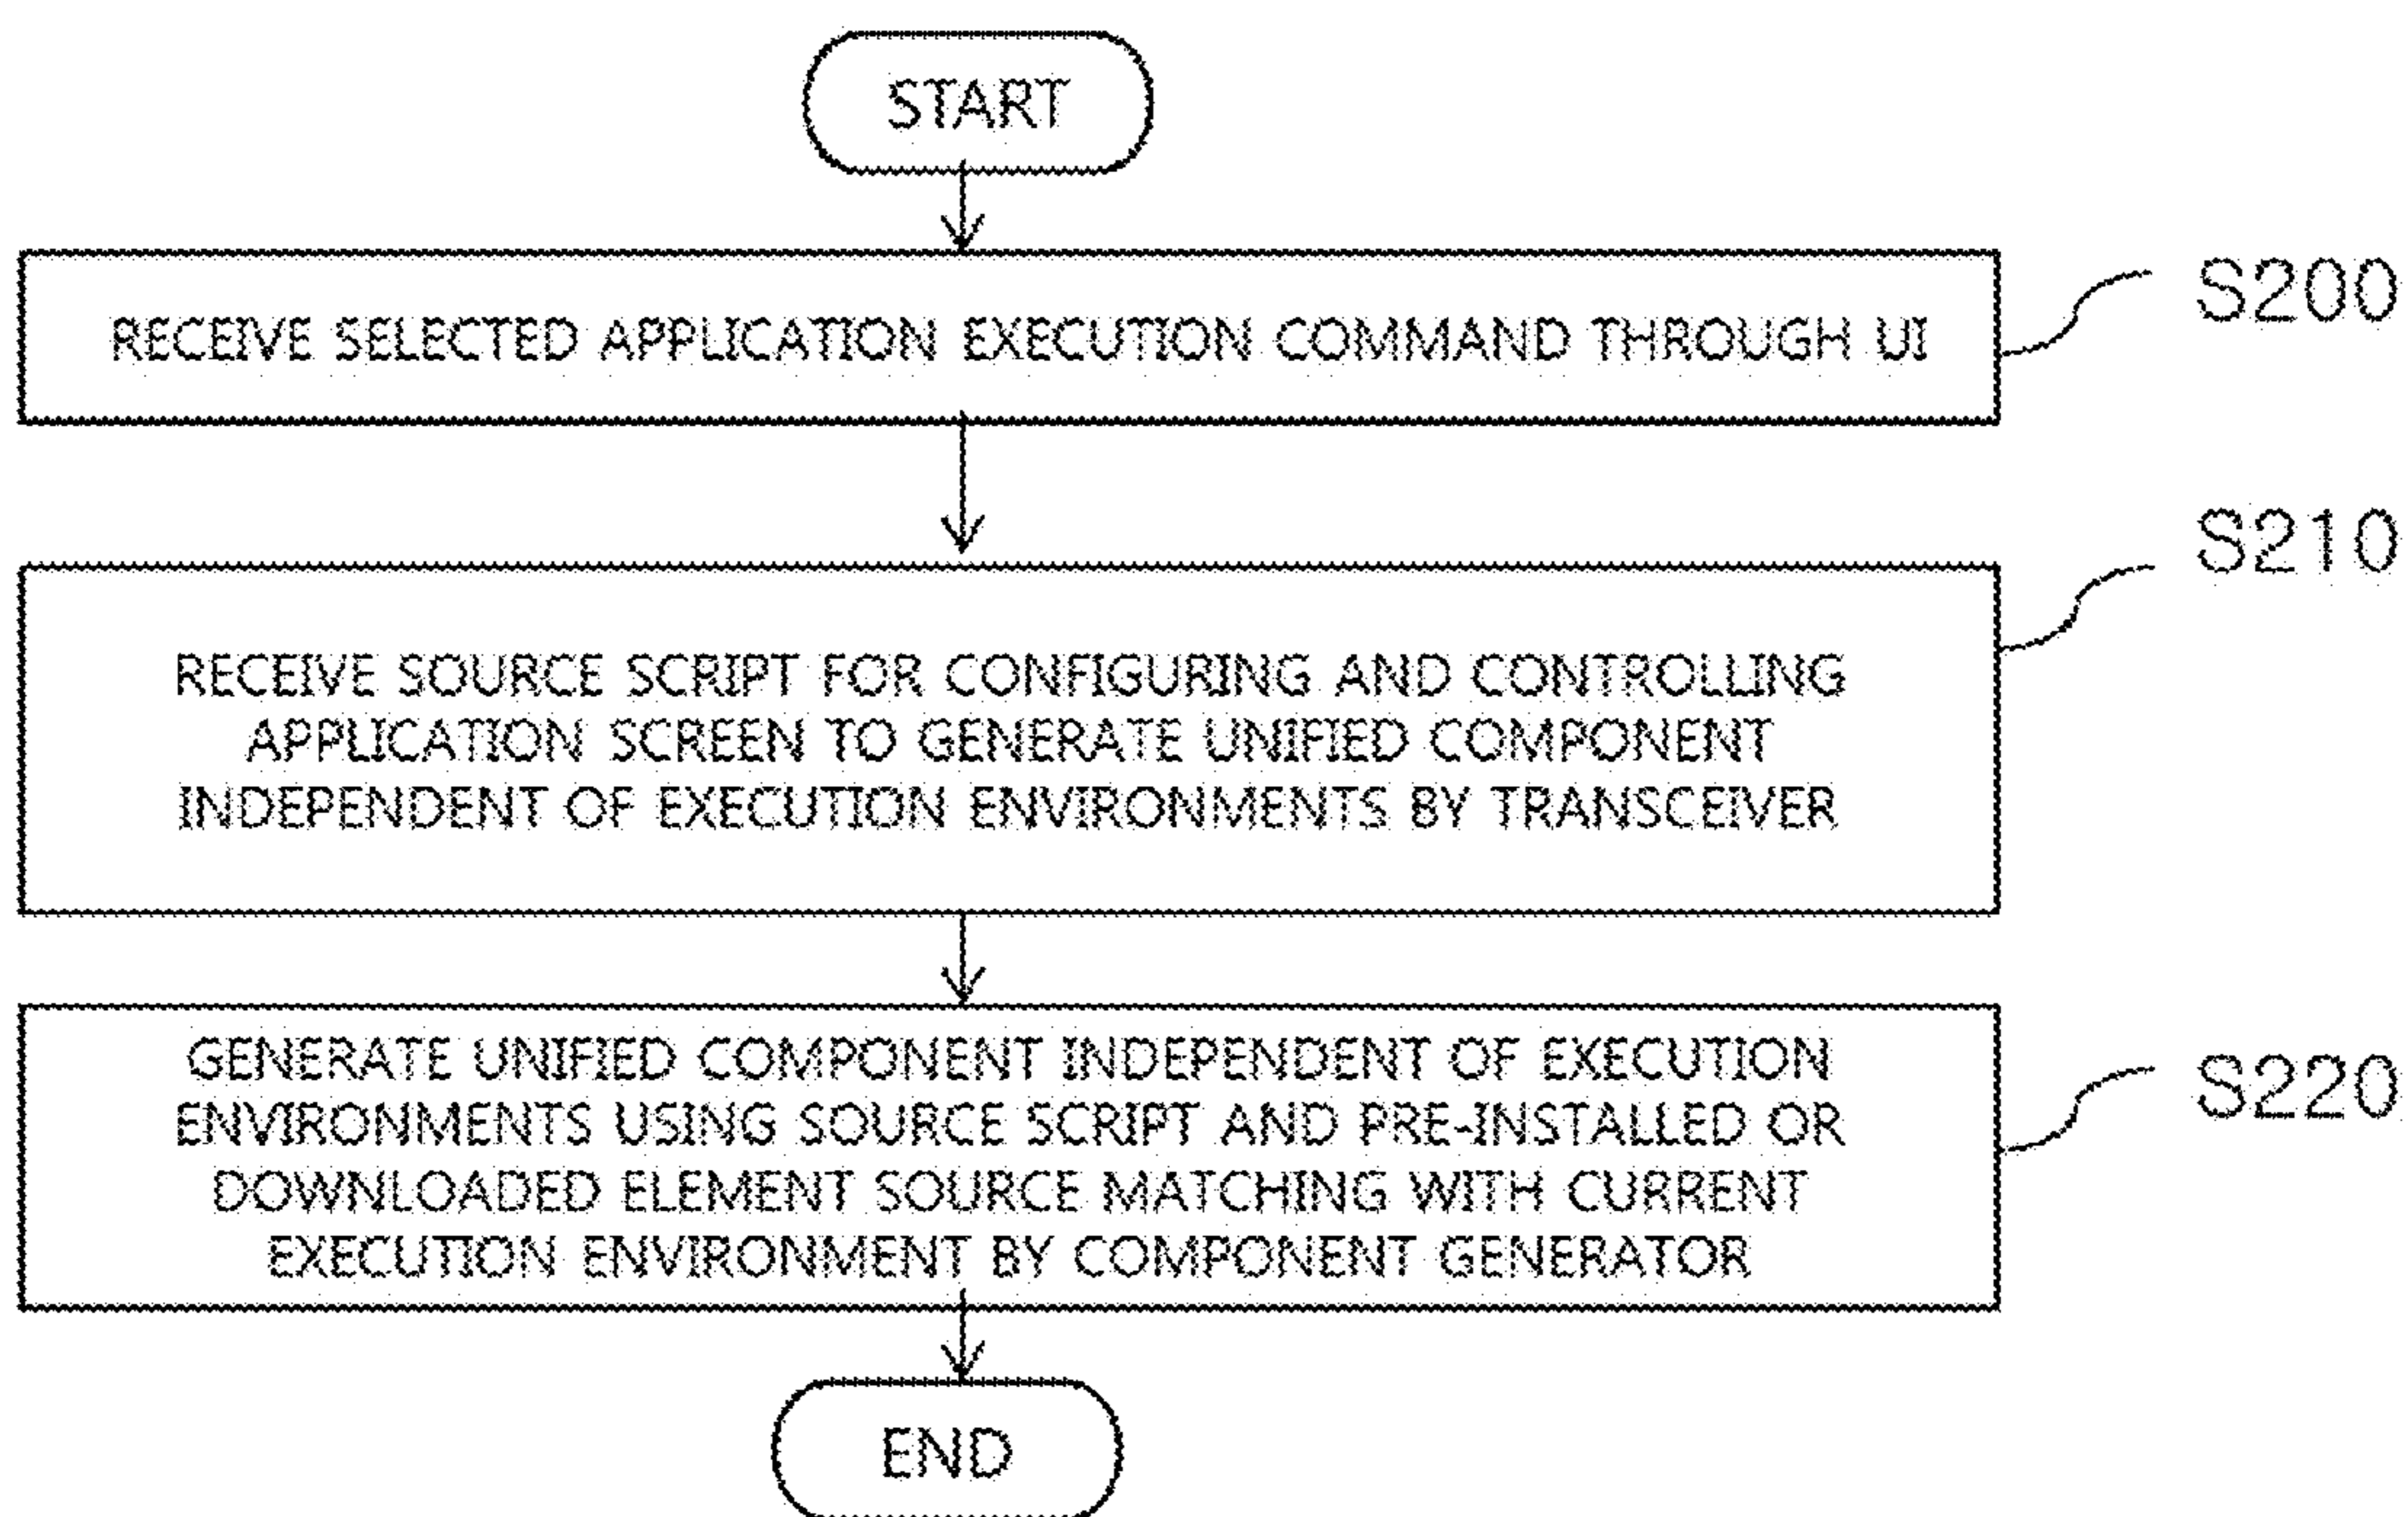 START
RECEIVE SELECTED APPLICATION EXECUTION COMMAND THROUGH UI
S200
S210
RECEIVE SOURCE SCRIPT FOR CONFIGURING AND CONTROLLING
APPLICATION SCREEN TO GENERATE UNIFIED COMPONENT
INDEPENDENT OF EXECUTION ENVIRONMENTS BY TRANSCEIVER
GENERATE UNIFIED COMPONENT INDEPENDENT OF EXECUTION
ENVIRONMENTS USING SOURCE SCRIPT AND PRE-INSTALLED OR
DOWNLOADED ELEMENT SOURCE MATCHING WITH CURRENT
EXECUTION ENVIRONMENT BY COMPONENT GENERATOR
S220
END